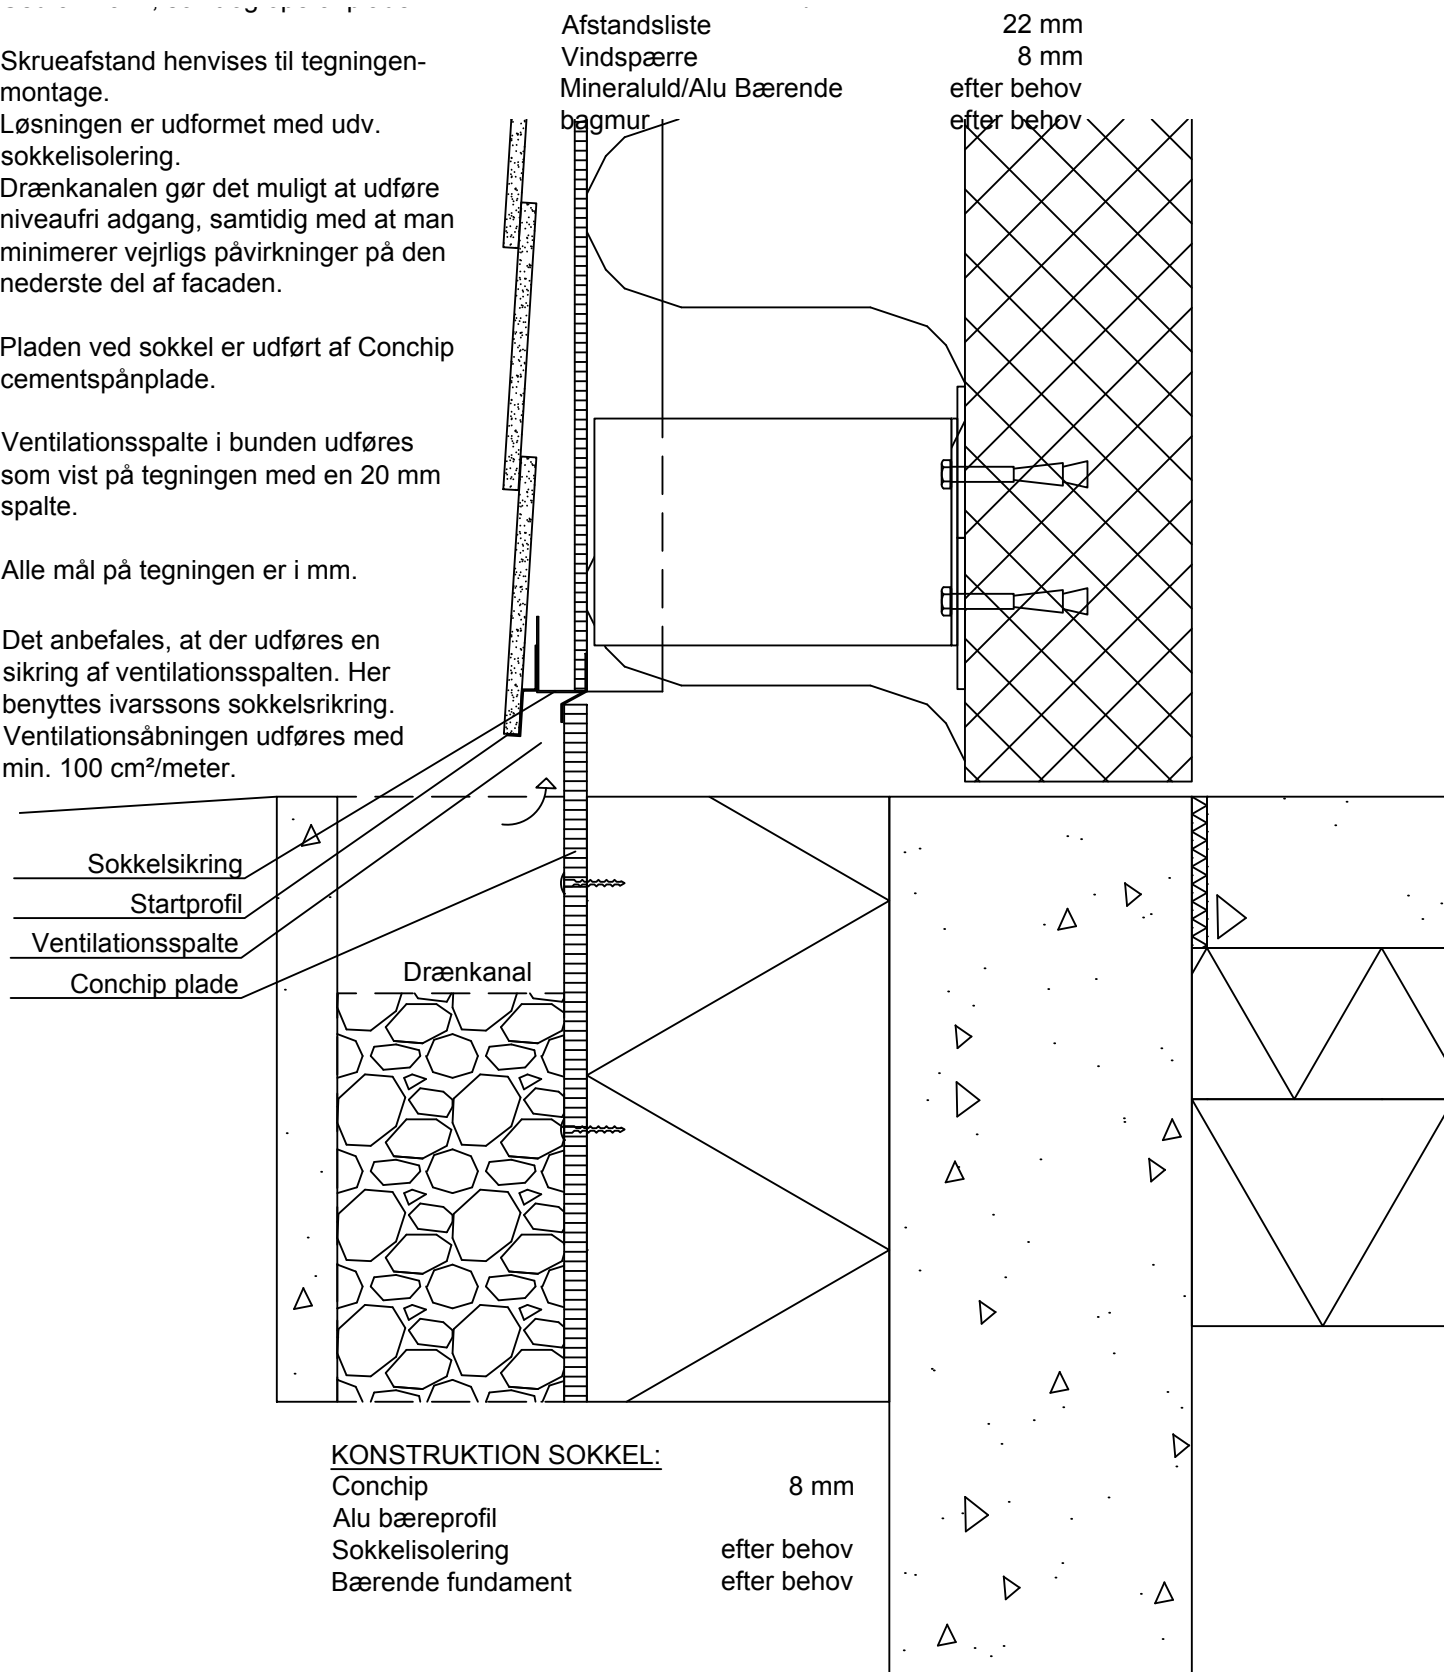 Skrueafstand henvises til tegningen-
montage.
Løsningen er udformet med udv.
sokkelisolering.
Drænkanalen gør det muligt at udføre
niveaufri adgang, samtidig med at man
minimerer vejrligs påvirkninger på den
nederste del af facaden.
Pladen ved sokkel er udført af Conchip
cementspånplade.
Ventilationsspalte i bunden udføres
som vist på tegningen med en 20 mm
spalte.
Alle mål på tegningen er i mm.
Det anbefales, at der udføres en
sikring af ventilationsspalten. Her
benyttes ivarssons sokkelsrikring.
Ventilationsåbningen udføres med
min. 100 cm²/meter.
Afstandsliste 22 mm
Vindspærre 8 mm
Mineraluld/Alu Bærende efter behov
bagmur efter behov
Sokkelsikring
Startprofil
Ventilationsspalte
Conchip plade
Drænkanal
KONSTRUKTION SOKKEL:
Conchip 8 mm
Alu bæreprofil
Sokkelisolering efter behov
Bærende fundament efter behov